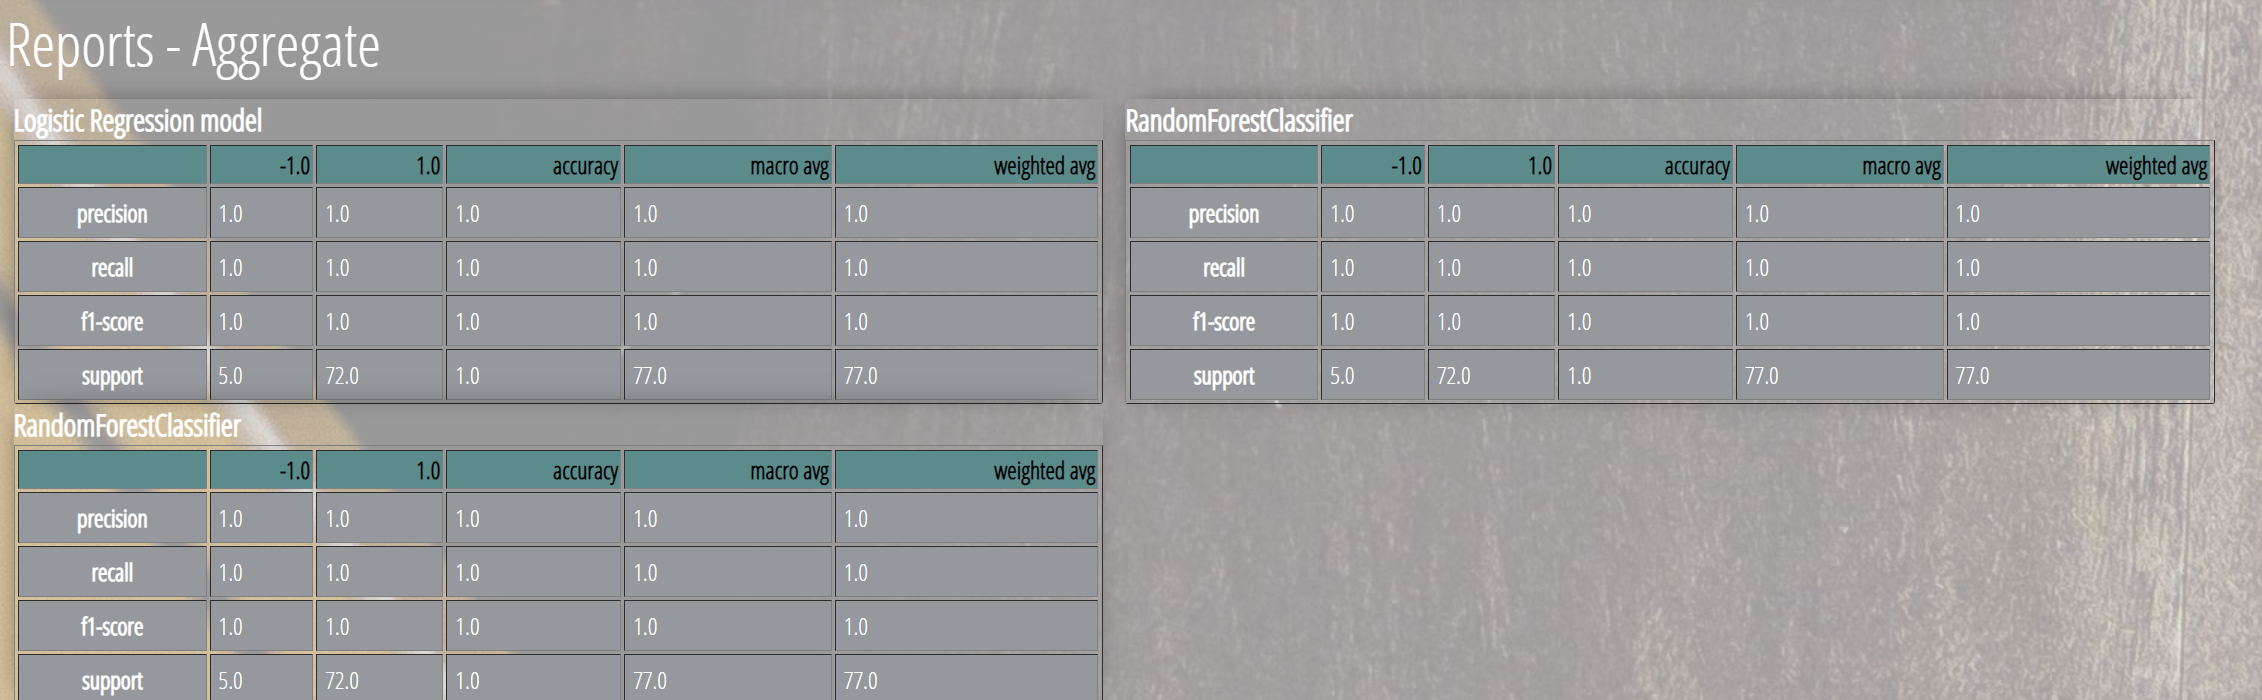 Reports - Aggregate
Logistic Regression model
-1.0 1.0 accuracy macro avg weighted avg
precision 1.0 1.0 1.0 1.0 1.0
recall 1.0 1.0 1.0 1.0 1.0
f1-score 1.0 1.0 1.0 1.0 1.0
support 5.0 72.0 1.0 77.0 77.0
RandomForestClassifier
-1.0 1.0 accuracy macro avg weighted avg
precision 1.0 1.0 1.0 1.0 1.0
recall 1.0 1.0 1.0 1.0 1.0
f1-score 1.0 1.0 1.0 1.0 1.0
support 5.0 72.0 1.0 77.0 77.0
RandomForestClassifier
-1.0 1.0 accuracy macro avg weighted avg
precision 1.0 1.0 1.0 1.0 1.0
recall 1.0 1.0 1.0 1.0 1.0
f1-score 1.0 1.0 1.0 1.0 1.0
support 5.0 72.0 1.0 77.0 77.0